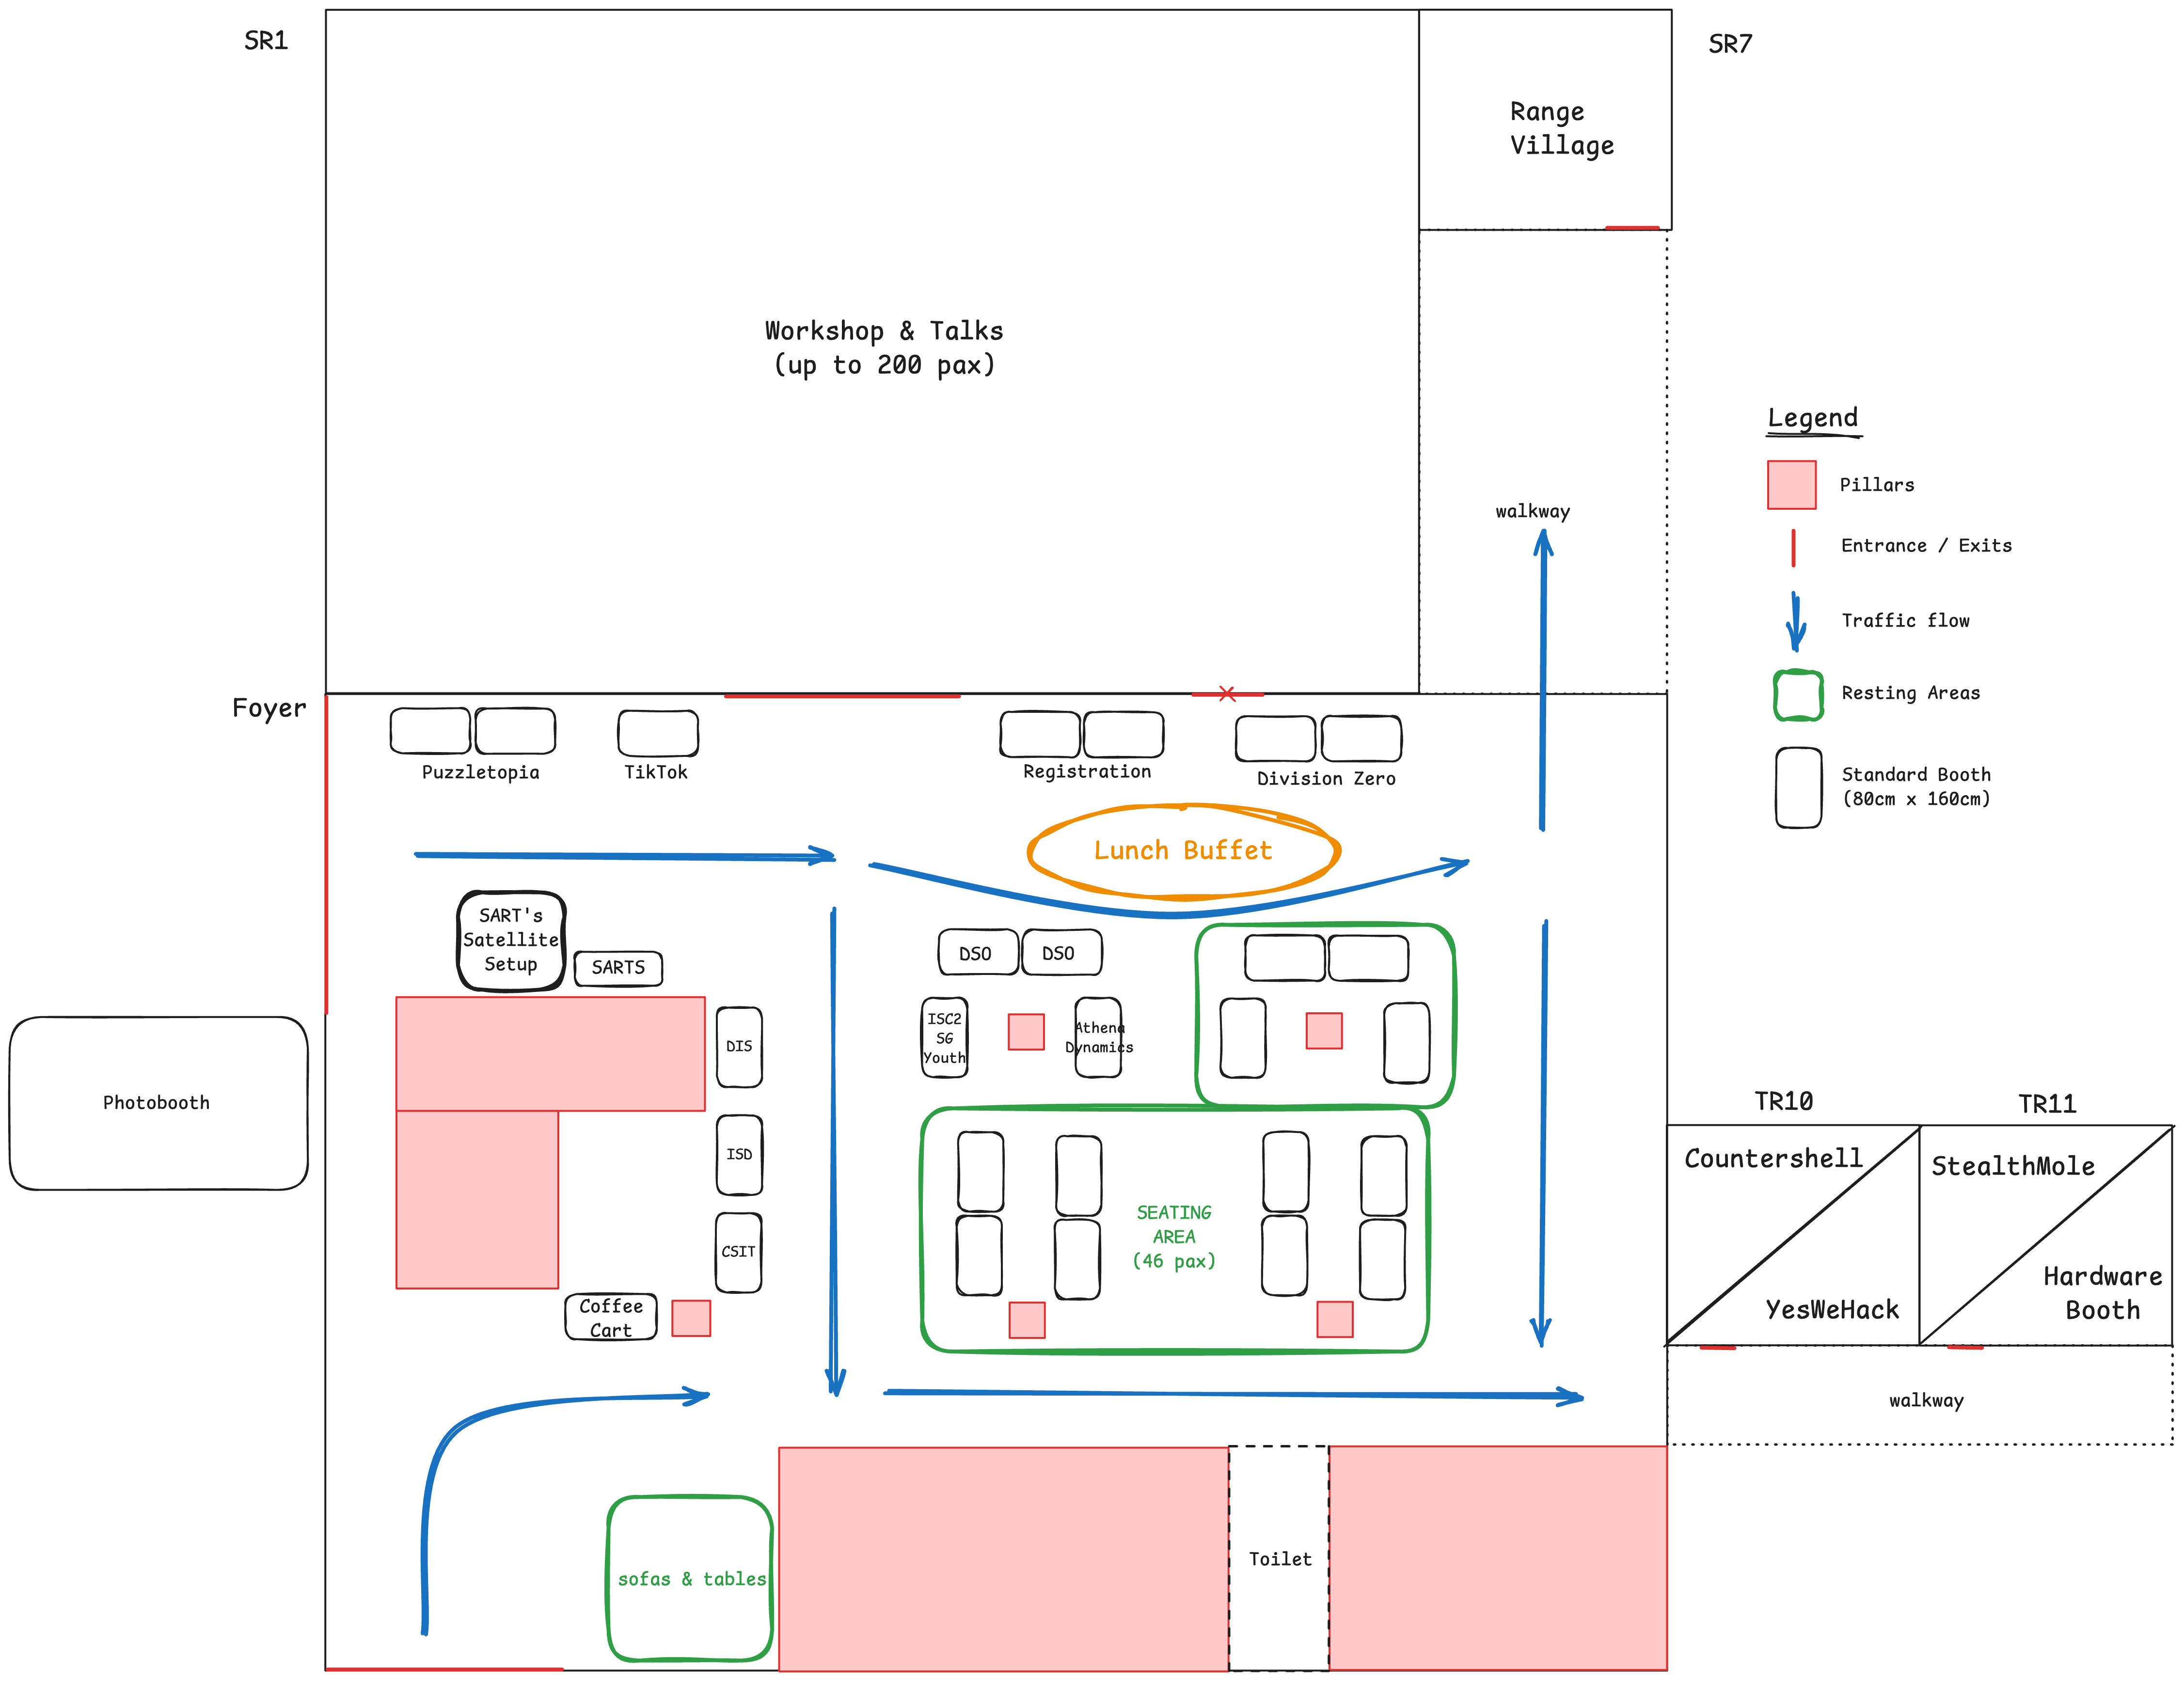 SR1
SR7
Range
Village
Workshop & Talks
(up to 200 pax)
Legend
Pillars
walkway
Entrance / Exits
Traffic flow
Resting Areas
Foyer
Standard Booth
(80cm x 160cm)
Puzzletopia
TikTok
Registration
Division Zero
Lunch Buffet
SART's
Satellite
Setup
SARTS
DSO
DSO
ISC2
SG
Youth
Athena
Dynamics
DIS
Photobooth
TR10
TR11
ISD
Countershell
StealthMole
SEATING
AREA
(46 pax)
CSIT
YesWeHack
Hardware
Booth
Coffee
Cart
walkway
Toilet
sofas & tables